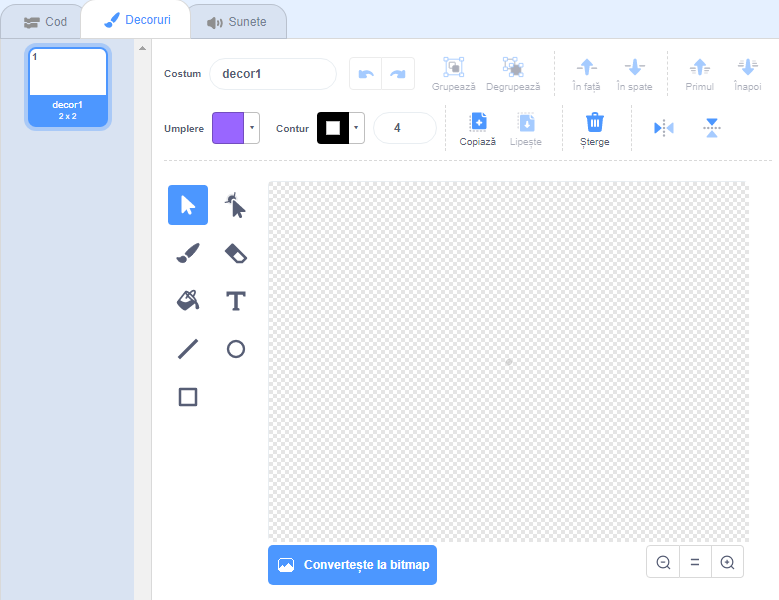 Cod
Decoruri
Sunete
1
decor1
2 x 2
Costum
decor1
Grupează
Degrupează
În față
În spate
Primul
Înapoi
Umplere
Contur
4
Copiază
Lipește
Șterge
T
Convertește la bitmap